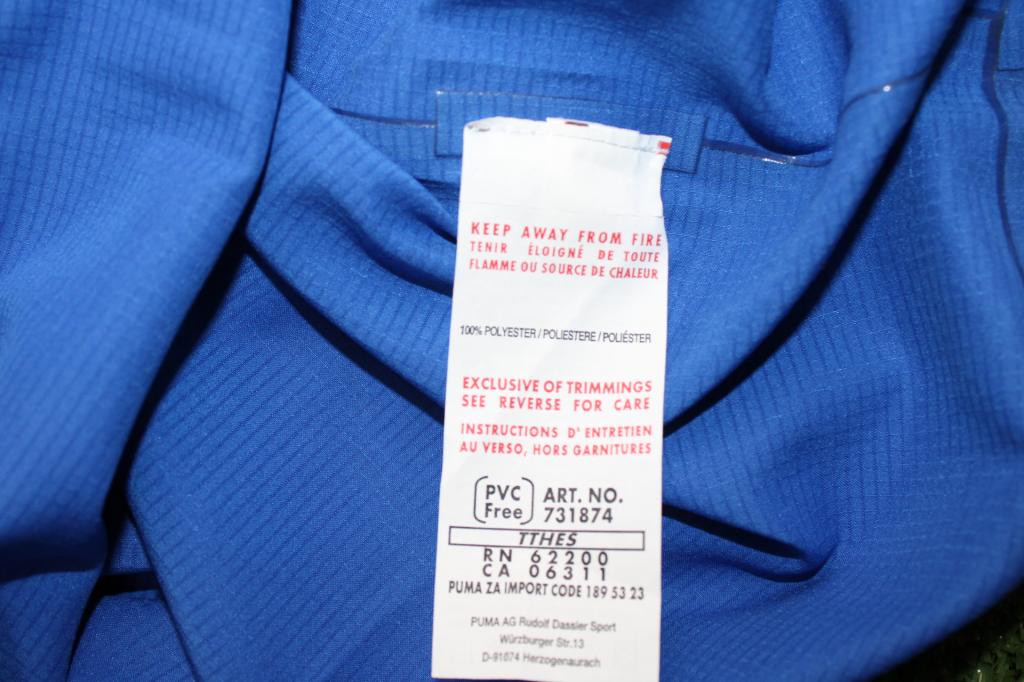 KEEP AWAY FROM FIRE
TENIR ÉLOIGNÉ DE TOUTE
FLAMME OU SOURCE DE CHALEUR
100% POLYESTER / POLIESTERE / POLIÉSTER
EXCLUSIVE OF TRIMMINGS
SEE REVERSE FOR CARE
INSTRUCTIONS D' ENTRETIEN
AU VERSO, HORS GARNITURES
PVC Free
ART. NO.
731874
TTHES
RN 62200
CA 06311
PUMA ZA IMPORT CODE 189 53 23
PUMA AG Rudolf Dassler Sport
Würzburger Str.13
D-91074 Herzogenaurach